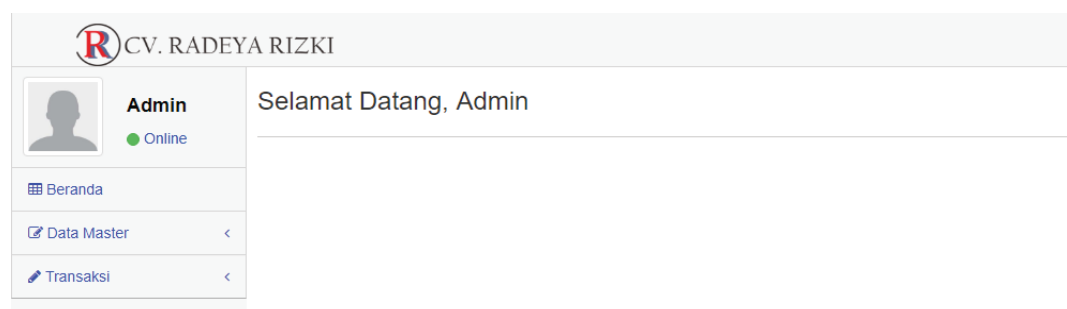 R CV. RADEYA RIZKI
Admin
Online
Selamat Datang, Admin
Beranda
Data Master
Transaksi